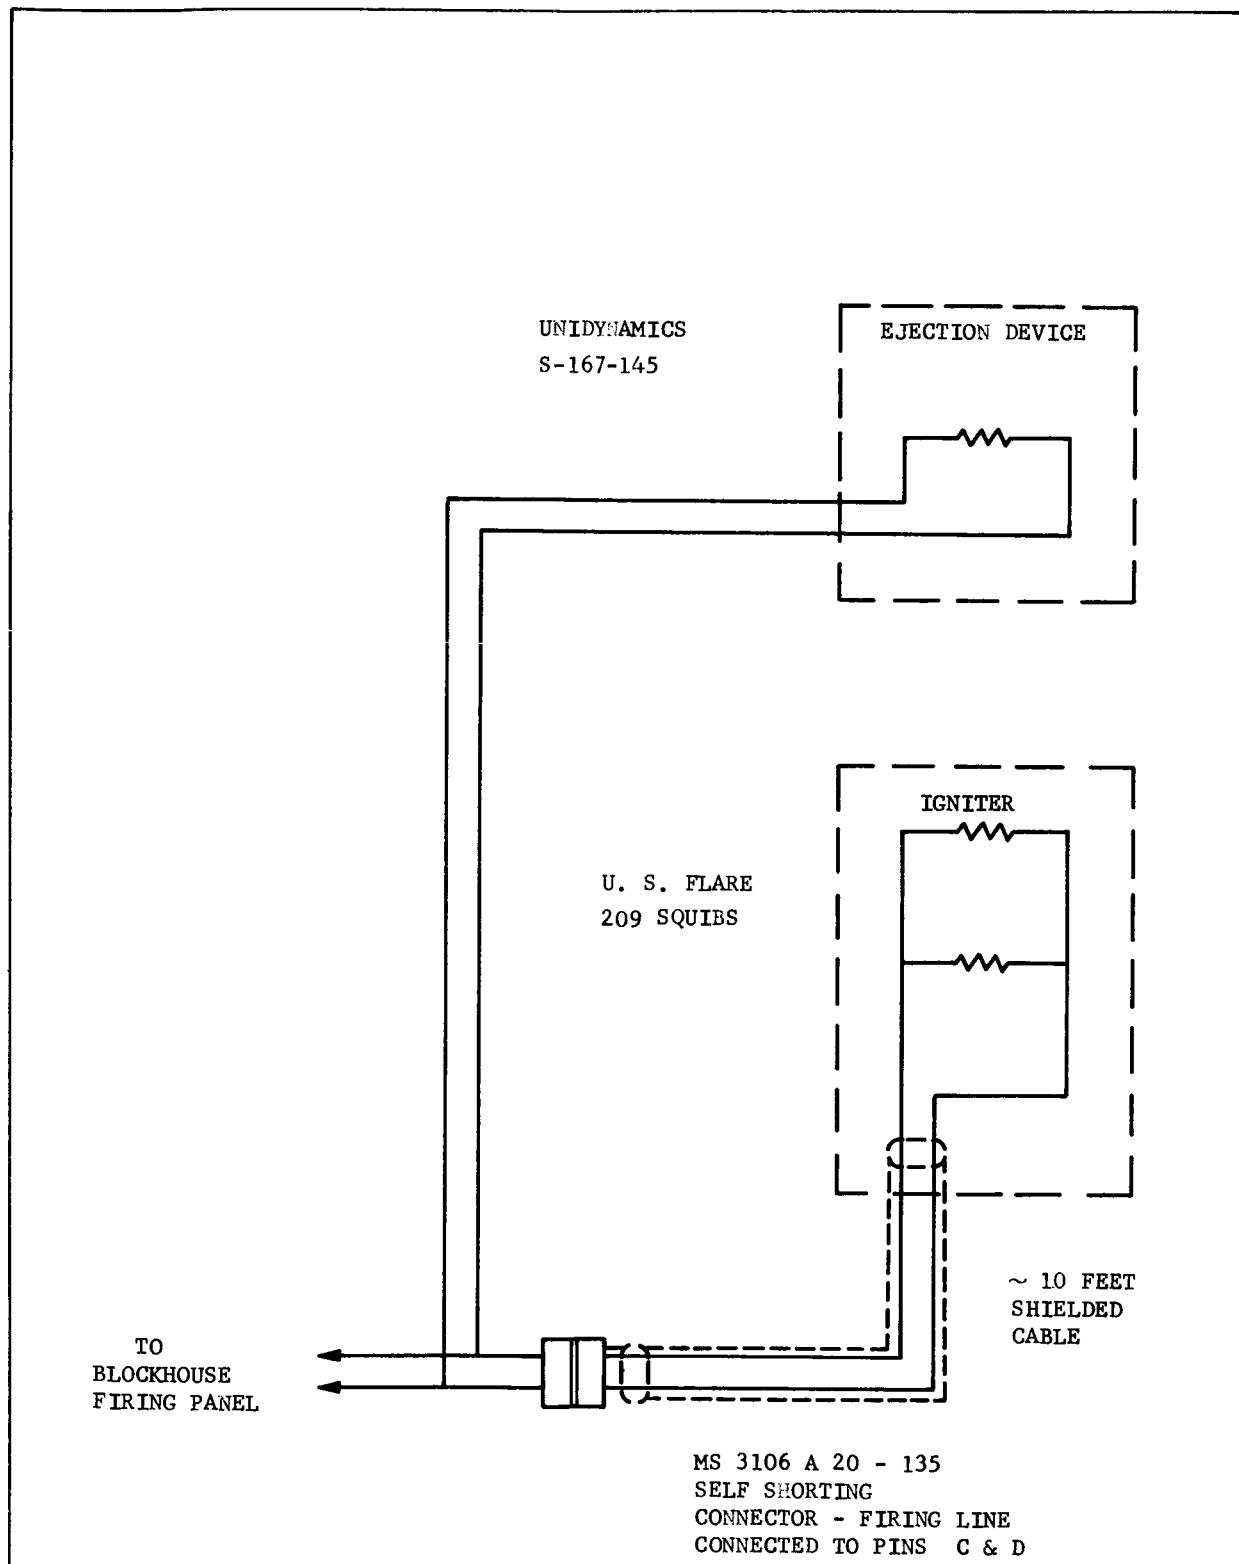 UNIDYNAMICS
S-167-145
EJECTION DEVICE
IGNITER
U. S. FLARE
209 SQUIBS
~ 10 FEET
SHIELDED
CABLE
TO
BLOCKHOUSE
FIRING PANEL
MS 3106 A 20 - 135
SELF SHORTING
CONNECTOR - FIRING LINE
CONNECTED TO PINS C & D